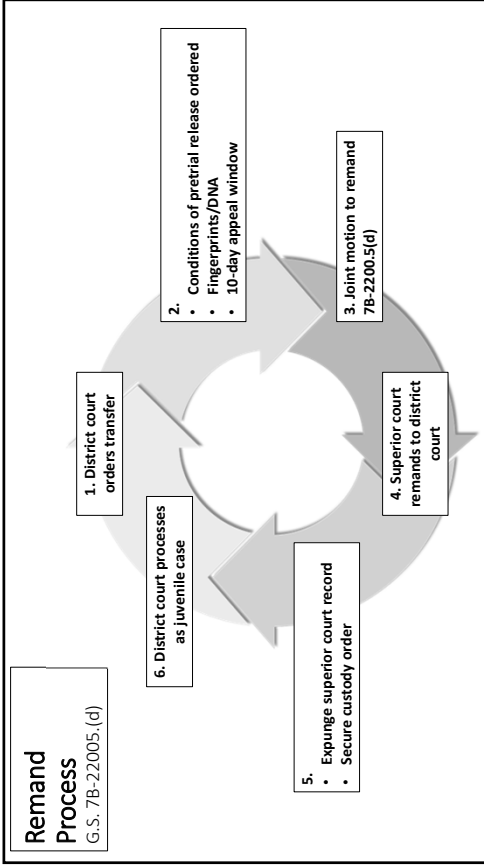 Remand
Process
G.S. 7B-22005.(d)
1. District court
orders transfer
2.
• Conditions of pretrial release ordered
• Fingerprints/DNA
• 10-day appeal window
3. Joint motion to remand
7B-2200.5(d)
4. Superior court
remands to district
court
5.
• Expunge superior court record
• Secure custody order
6. District court processes
as juvenile case